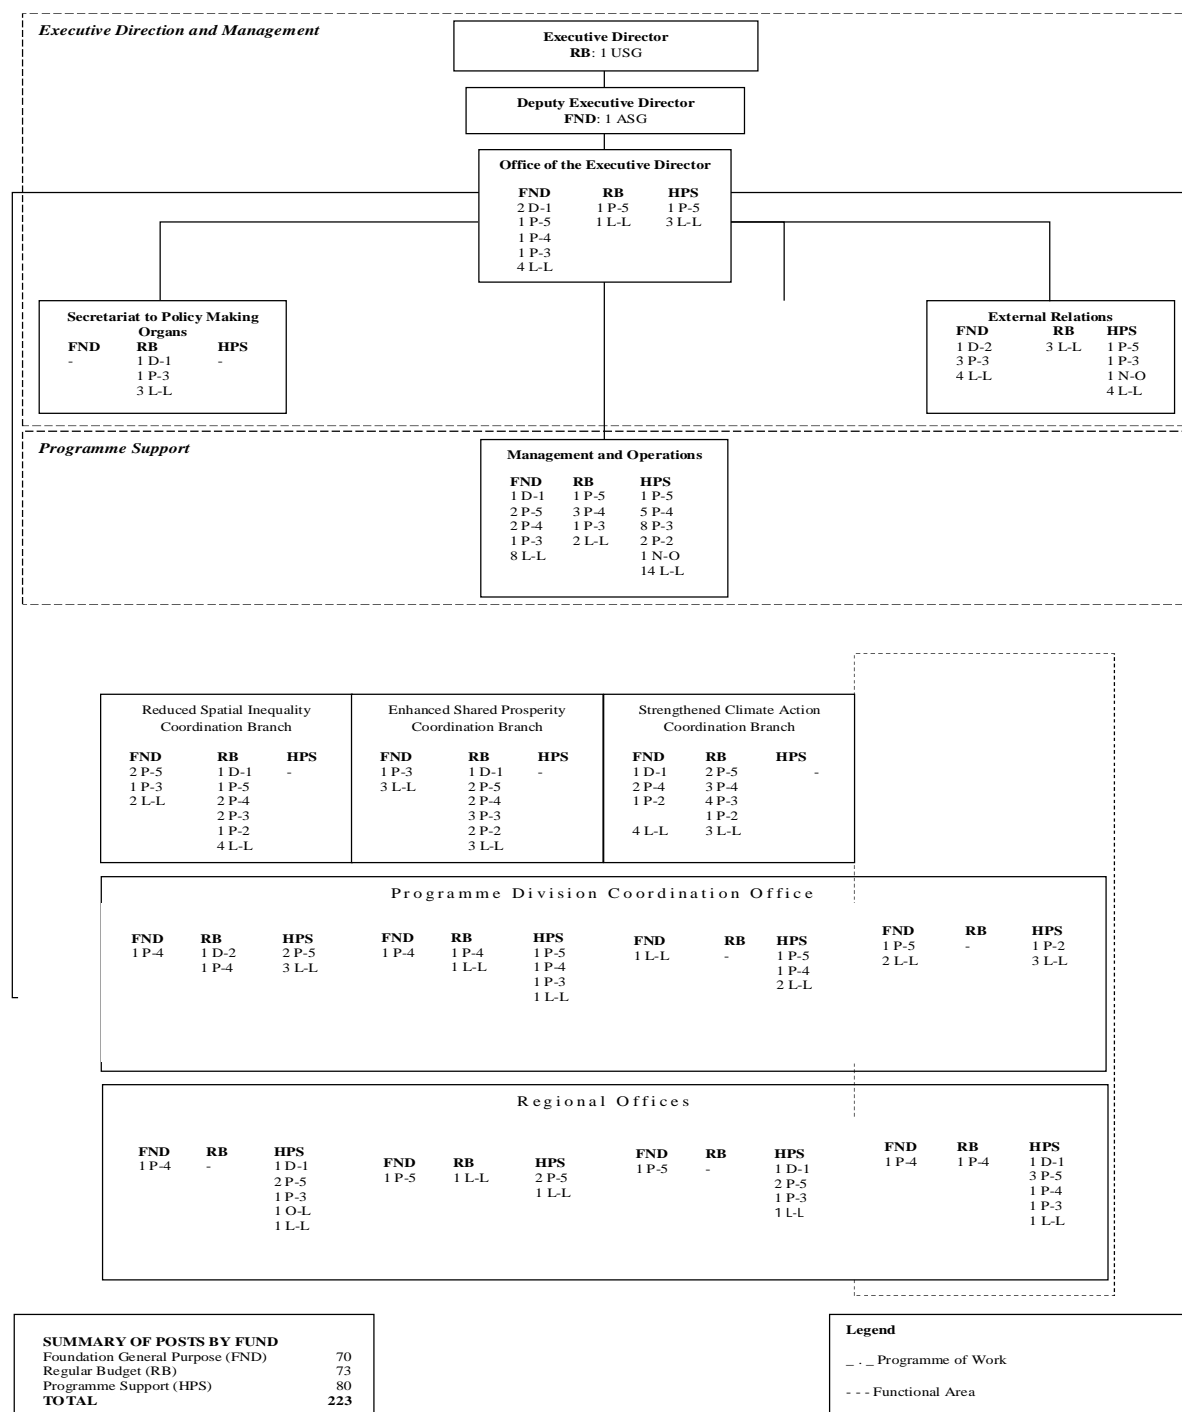 Executive Direction and Management
Executive Director
RB: 1 USG
Deputy Executive Director
FND: 1 ASG
Office of the Executive Director
FND RB HPS
2 D-1 1 P-5 1 P-5
1 P-5 1 L-L 3 L-L
1 P-4
1 P-3
4 L-L
Secretariat to Policy Making
Organs
FND RB HPS
- 1 D-1 -
1 P-3
3 L-L
External Relations
FND RB HPS
1 D-2 3 L-L 1 P-5
3 P-3 1 P-3
4 L-L 1 N-O
4 L-L
Programme Support
Management and Operations
FND RB HPS
1 D-1 1 P-5 1 P-5
2 P-5 3 P-4 5 P-4
2 P-4 1 P-3 8 P-3
1 P-3 2 L-L 2 P-2
8 L-L 1 N-O
14 L-L
Reduced Spatial Inequality
Coordination Branch
FND RB HPS
2 P-5 1 D-1 -
1 P-3 1 P-5
2 L-L 2 P-4
2 P-3
1 P-2
4 L-L
Enhanced Shared Prosperity
Coordination Branch
FND RB HPS
1 P-3 1 D-1 -
3 L-L 2 P-5
2 P-4
3 P-3
2 P-2
3 L-L
Strengthened Climate Action
Coordination Branch
FND RB HPS
1 D-1 2 P-5 -
2 P-4 3 P-4
1 P-2 4 P-3
1 P-2
4 L-L 3 L-L
Programme Division Coordination Office
FND RB HPS
1 P-4 1 D-2 2 P-5
1 P-4 3 L-L
FND RB HPS
1 P-4 1 P-4 1 P-5
1 L-L 1 P-4
1 P-3
1 L-L
FND RB HPS
1 L-L - 1 P-5
1 P-4
2 L-L
FND RB HPS
1 P-5 - 1 P-2
2 L-L 3 L-L
Regional Offices
FND RB HPS
1 P-4 - 1 D-1
2 P-5
1 P-3
1 O-L
1 L-L
FND RB HPS
1 P-5 1 L-L 2 P-5
1 L-L
FND RB HPS
1 P-5 - 1 D-1
2 P-5
1 P-3
1 L-L
FND RB HPS
1 P-4 1 P-4 1 D-1
3 P-5
1 P-4
1 P-3
1 L-L
SUMMARY OF POSTS BY FUND
Foundation General Purpose (FND) 70
Regular Budget (RB) 73
Programme Support (HPS) 80
TOTAL 223
Legend
_ . _ Programme of Work
- - - Functional Area